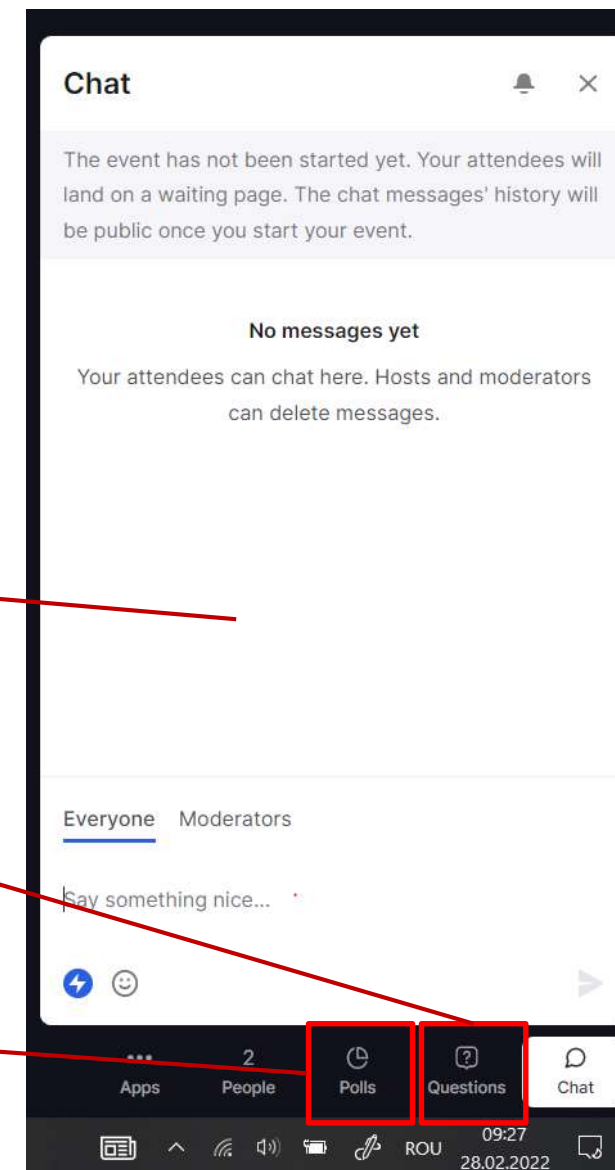 Chat
The event has not been started yet. Your attendees will
land on a waiting page. The chat messages' history will
be public once you start your event.
No messages yet
Your attendees can chat here. Hosts and moderators
can delete messages.
Everyone Moderators
Say something nice...
2
Apps People Polls Questions Chat
ROU 09:27
28.02.2022